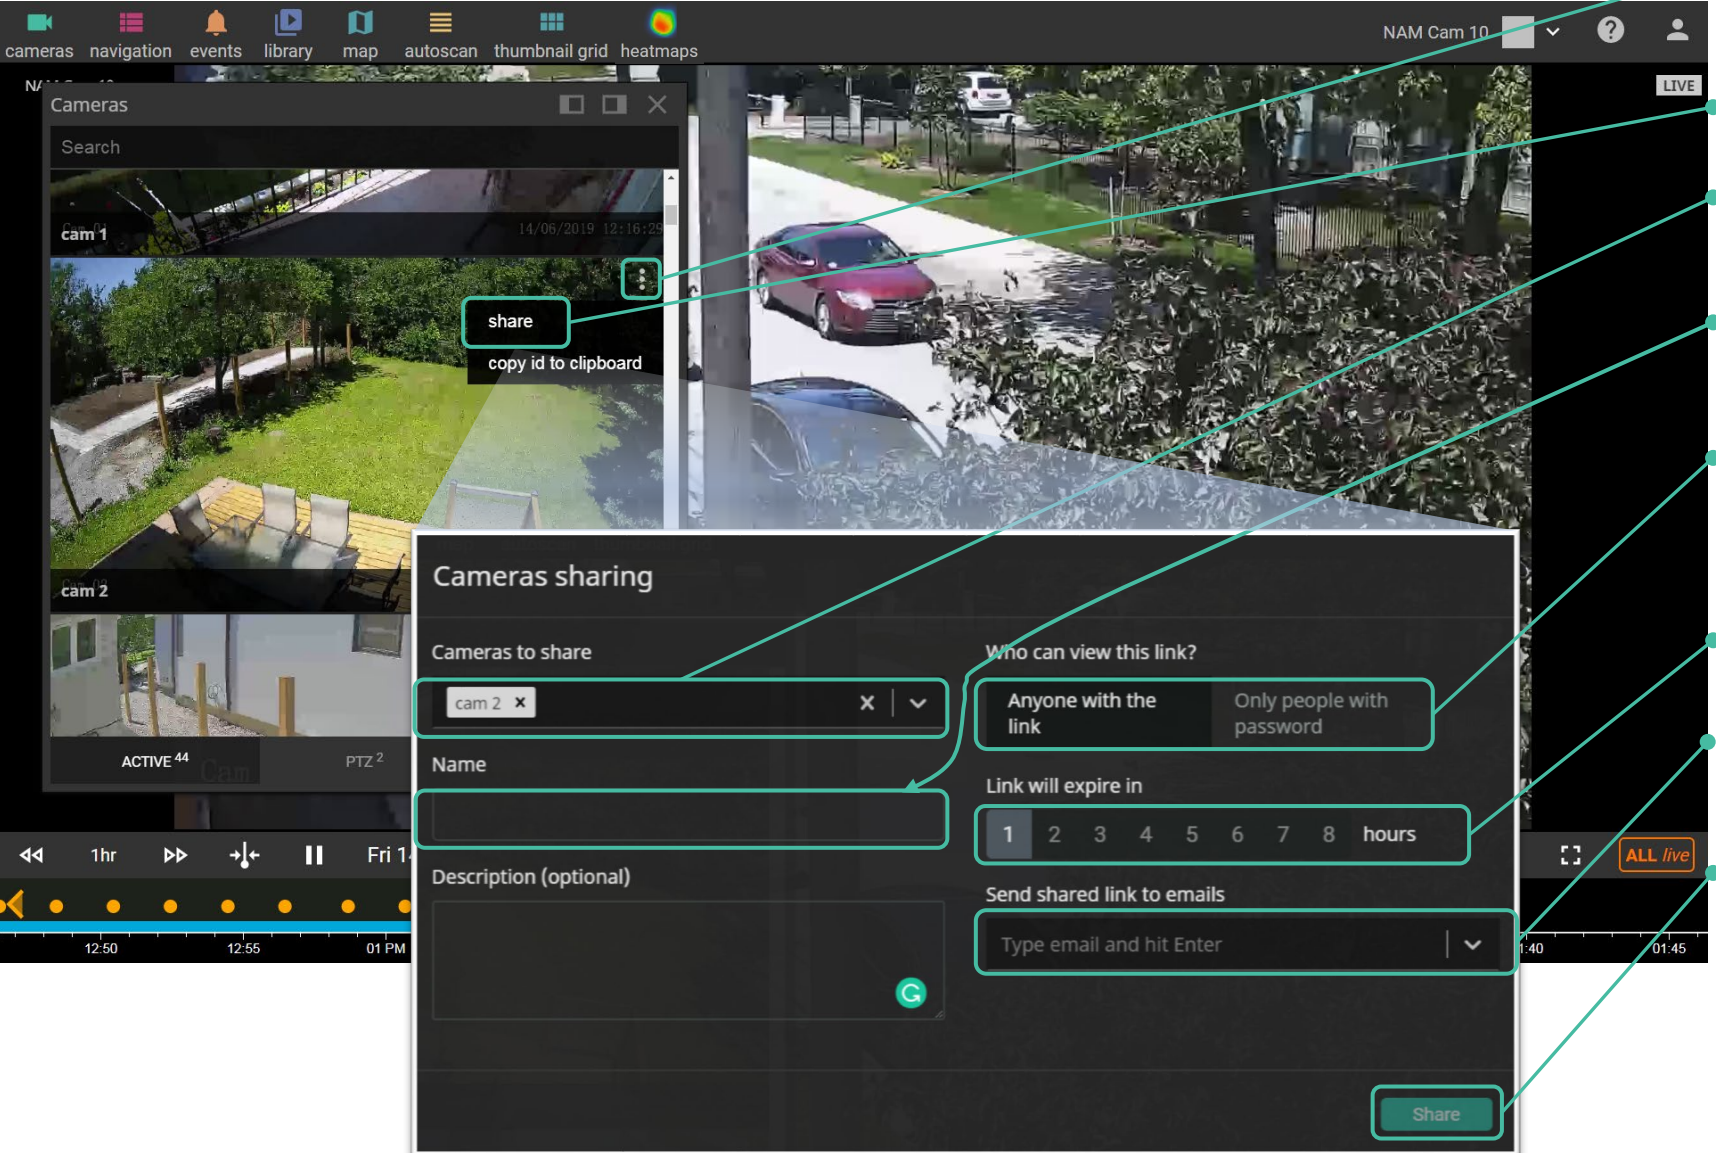 cameras navigation events library map autoscan thumbnail grid heatmaps
NAM Cam 10
LIVE
Cameras
Search
cam 1
14/06/2019 12:16:29
share
copy id to clipboard
cam 2
ACTIVE 44
PTZ 2
Cam
1hr
Fri
ALL live
12:50 12:55 01 PM
:40 01:45
Cameras sharing
Cameras to share
cam 2
Name
Description (optional)
Who can view this link?
Anyone with the
link
Only people with
password
Link will expire in
1 2 3 4 5 6 7 8 hours
Send shared link to emails
Type email and hit Enter
Share